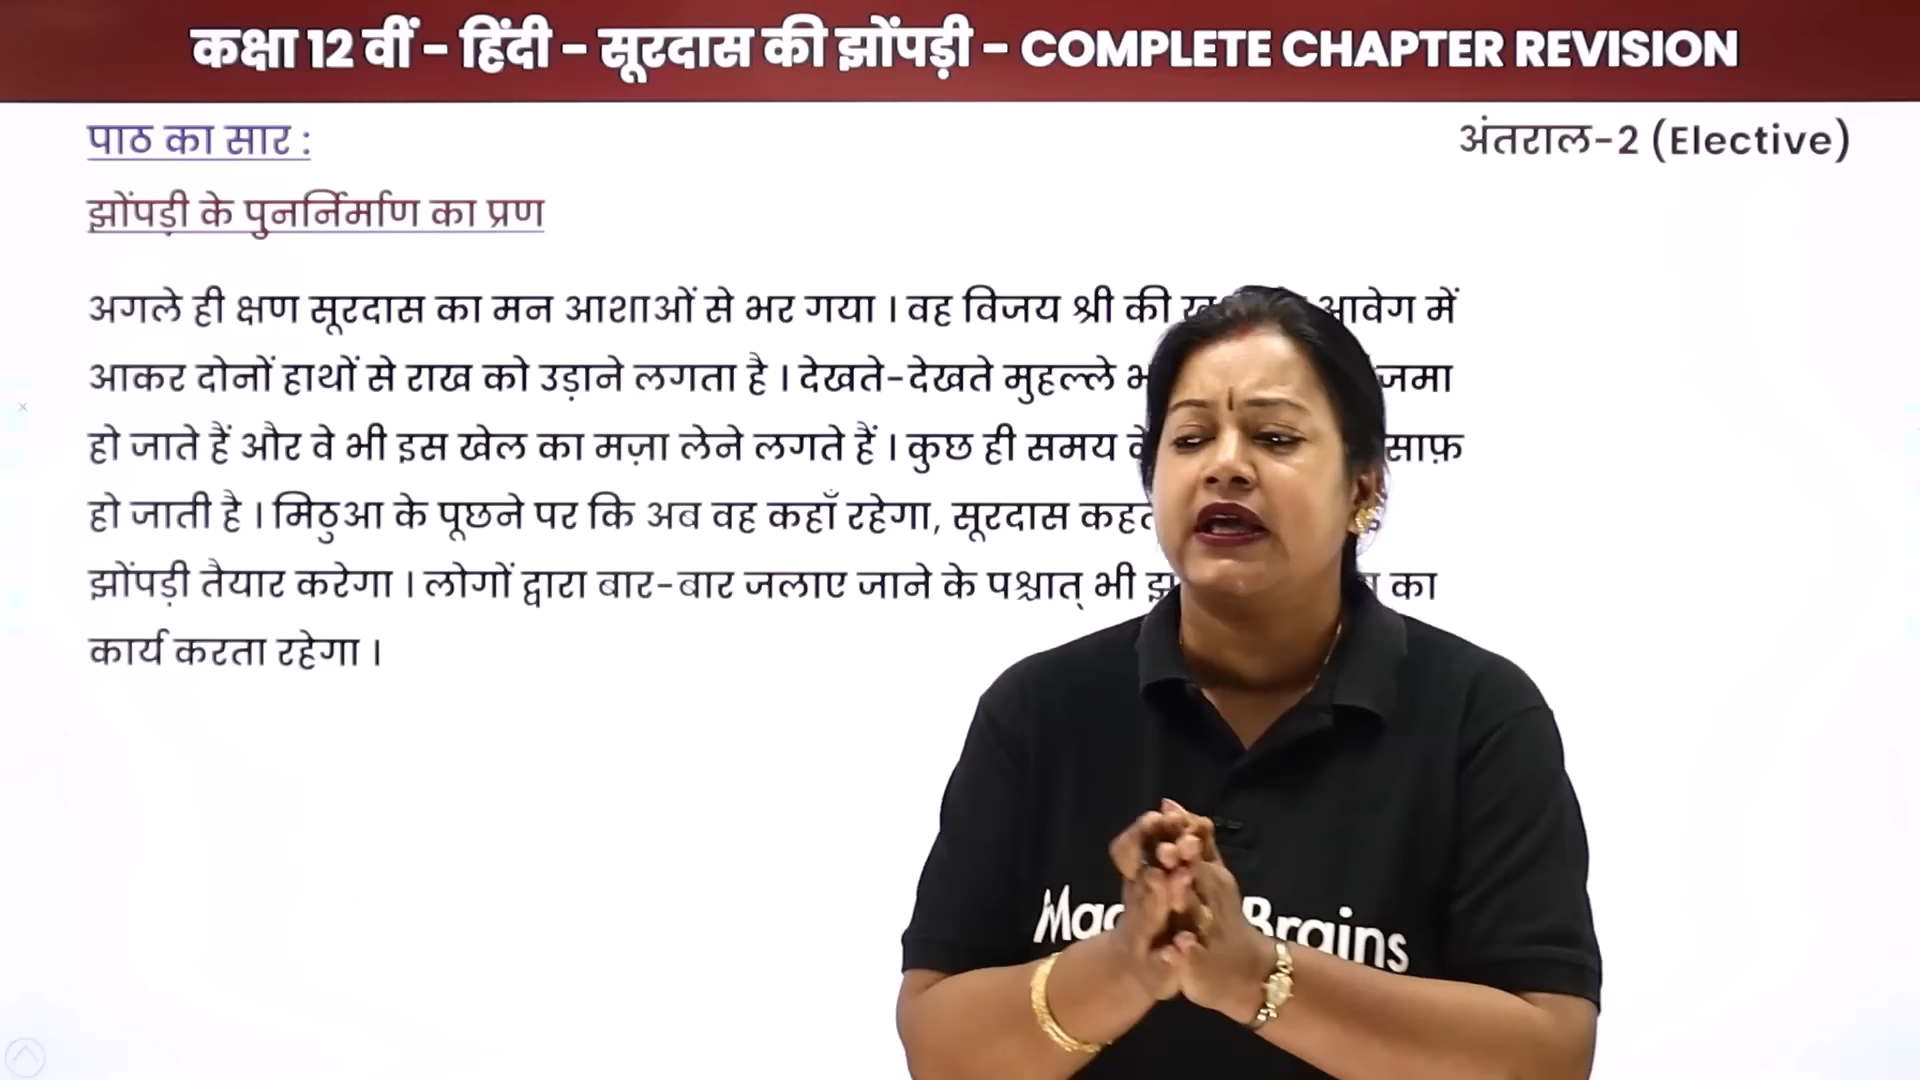 कक्षा 12 वीं - हिंदी - सूरदास की झोंपड़ी - COMPLETE CHAPTER REVISION
पाठ का सार :
अंतराल-2 (Elective)
झोंपड़ी के पुनर्निर्माण का प्रण
अगले ही क्षण सूरदास का मन आशाओं से भर गया । वह विजय श्री की आवेग में
आकर दोनों हाथों से राख को उड़ाने लगता है । देखते-देखते मुहल्ले जमा
हो जाते हैं और वे भी इस खेल का मज़ा लेने लगते हैं । कुछ ही समय साफ़
हो जाती है । मिठुआ के पूछने पर कि अब वह कहाँ रहेगा, सूरदास
झोंपड़ी तैयार करेगा । लोगों द्वारा बार-बार जलाए जाने के पश्चात् भी का
कार्य करता रहेगा ।
Brains